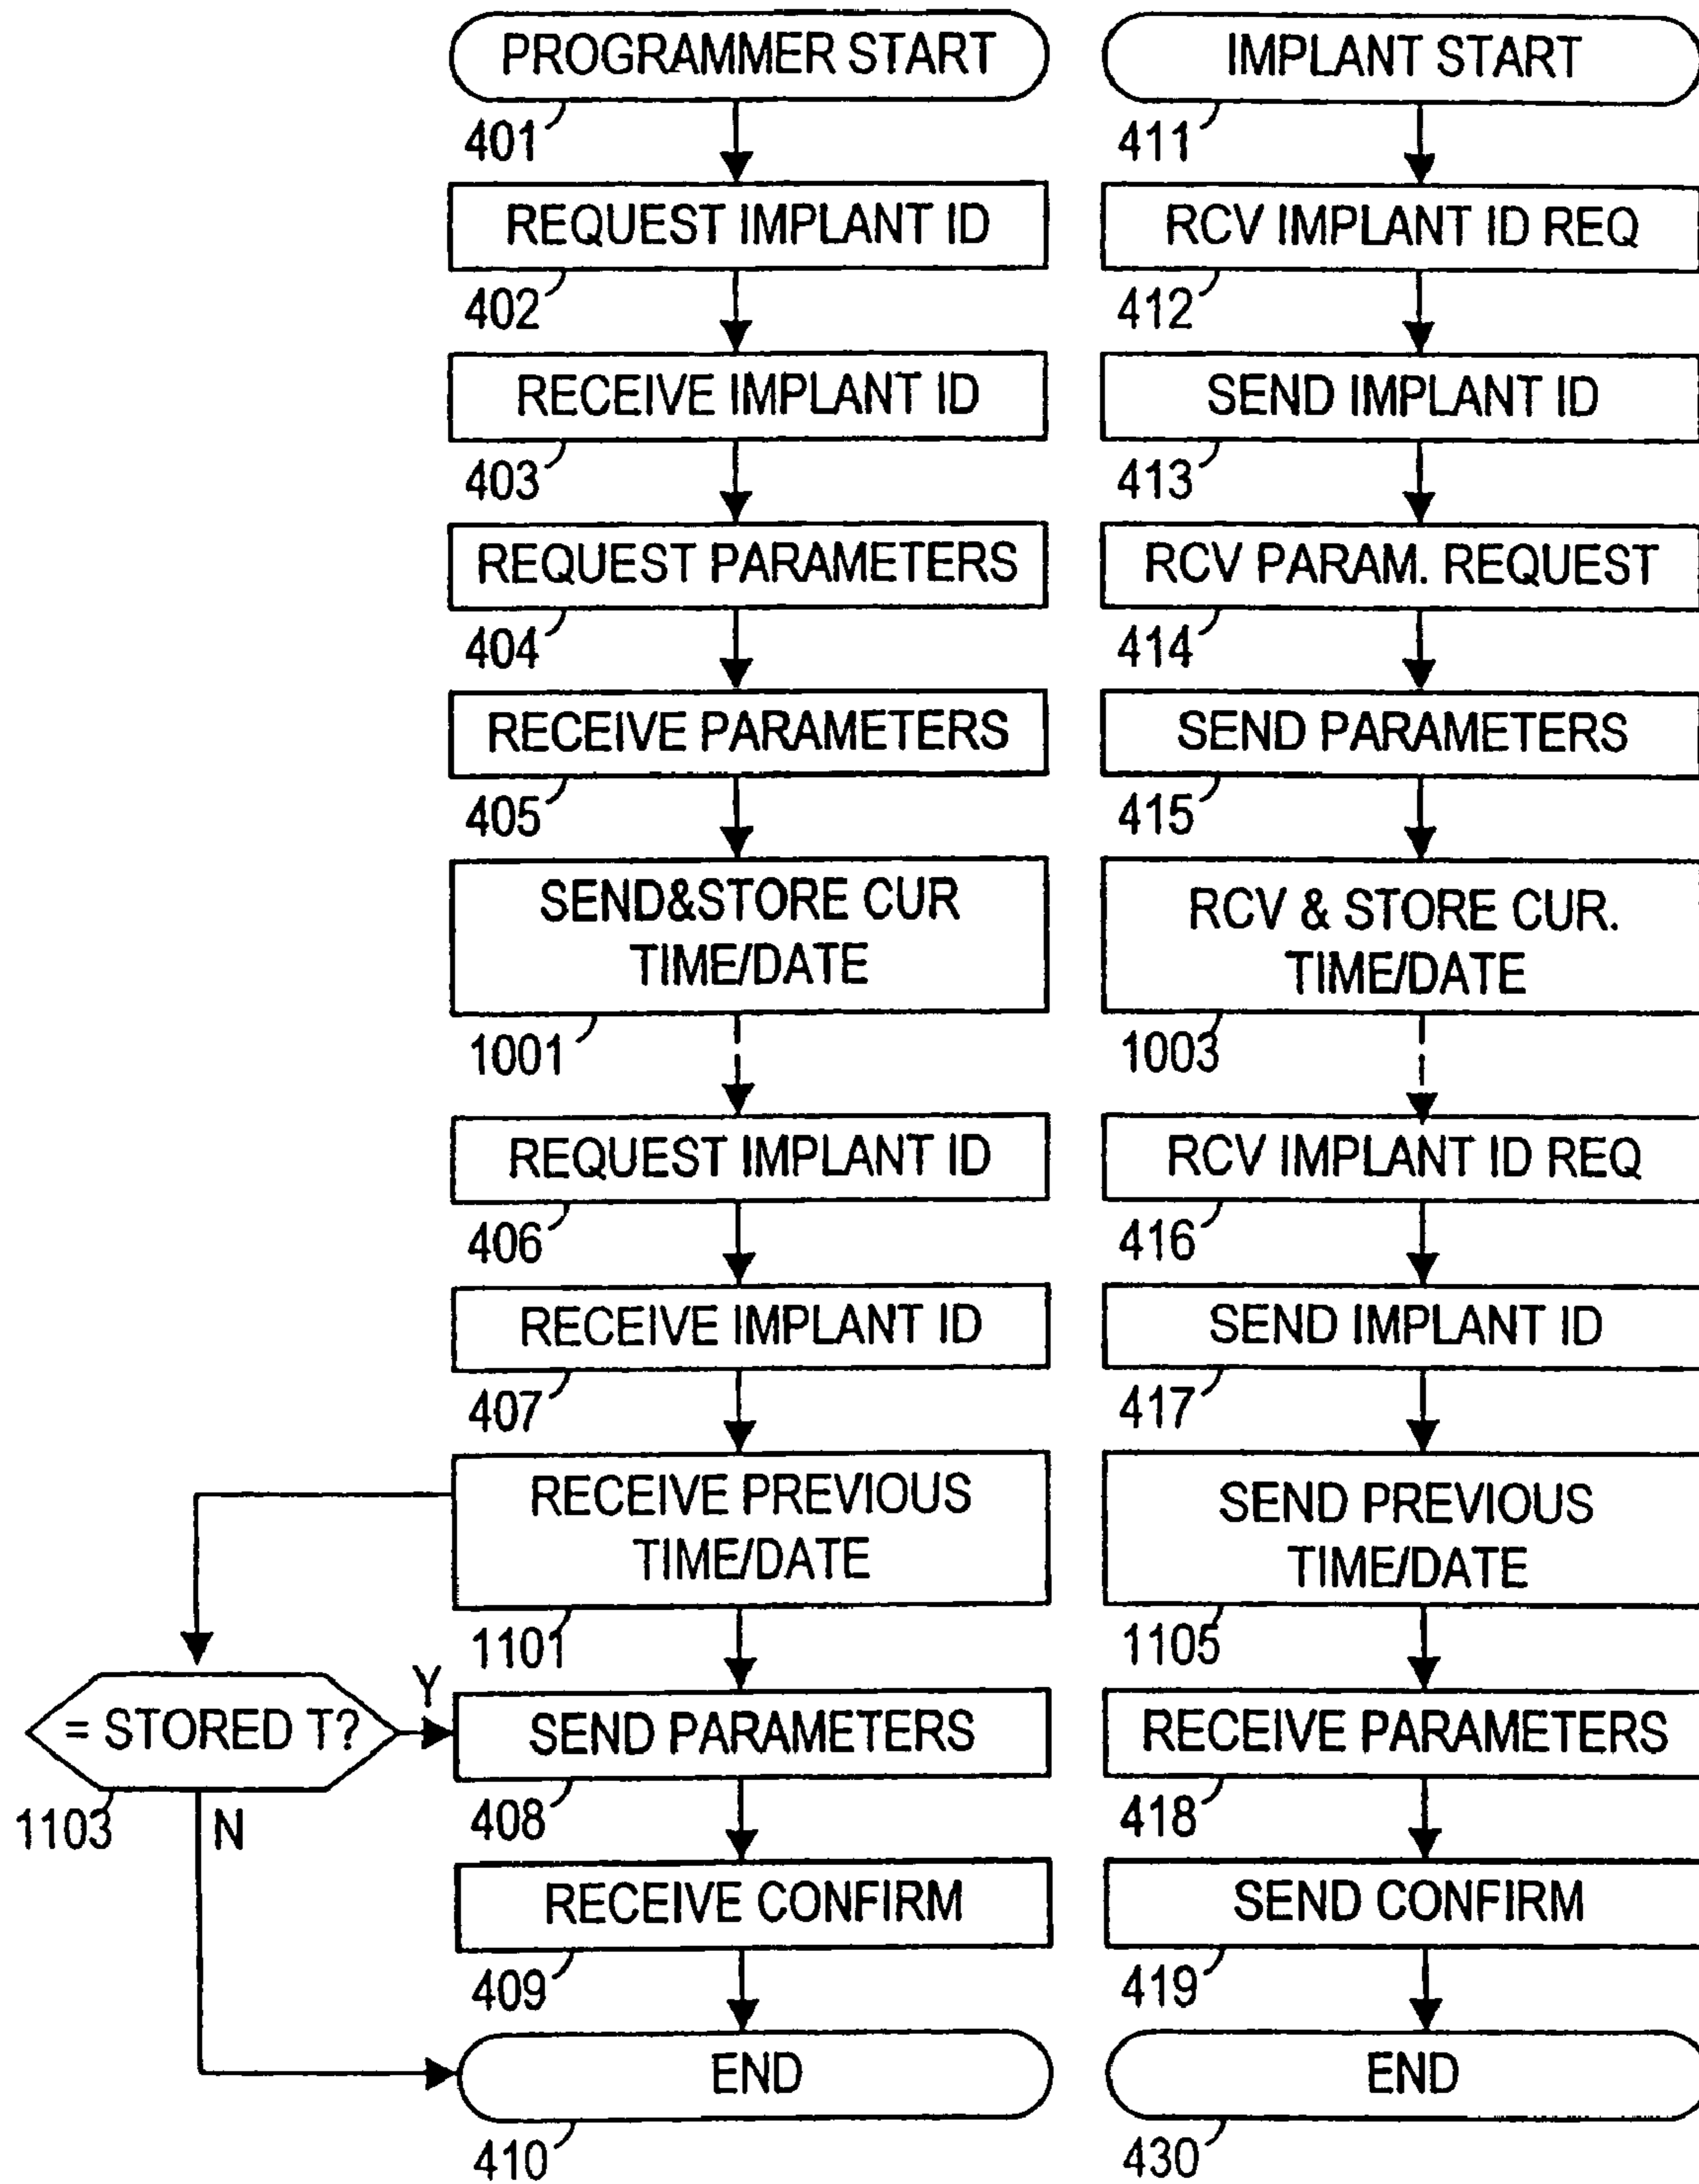 PROGRAMMER START
401
REQUEST IMPLANT ID
402
RECEIVE IMPLANT ID
403
REQUEST PARAMETERS
404
RECEIVE PARAMETERS
405
SEND&STORE CUR
TIME/DATE
1001
REQUEST IMPLANT ID
406
RECEIVE IMPLANT ID
407
RECEIVE PREVIOUS
TIME/DATE
1101
= STORED T?
1103
Y
N
SEND PARAMETERS
408
RECEIVE CONFIRM
409
END
410
IMPLANT START
411
RCV IMPLANT ID REQ
412
SEND IMPLANT ID
413
RCV PARAM. REQUEST
414
SEND PARAMETERS
415
RCV & STORE CUR.
TIME/DATE
1003
RCV IMPLANT ID REQ
416
SEND IMPLANT ID
417
SEND PREVIOUS
TIME/DATE
1105
RECEIVE PARAMETERS
418
SEND CONFIRM
419
END
430